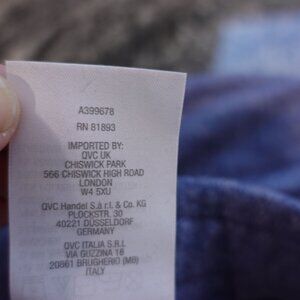 A399678
RN 81893
IMPORTED BY:
QVC UK
CHISWICK PARK
566 CHISWICK HIGH ROAD
LONDON
W4 5XU
QVC Handel S.à r.l. & Co. KG
PLOCKSTR. 30
40221 DÜSSELDORF
GERMANY
QVC ITALIA S.R.L
VIA GUZZINA 18
20861 BRUGHERIO (MB)
ITALY